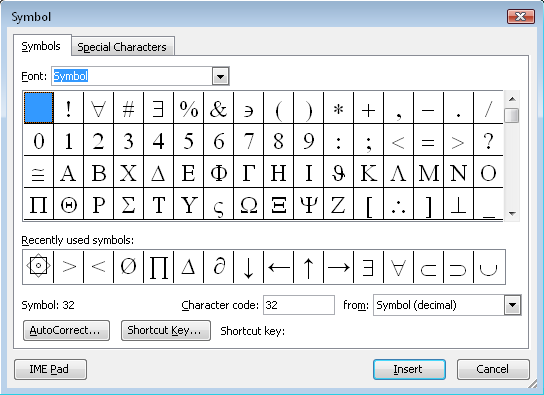 Symbol
Symbols Special Characters
Font: Symbol
! ∀ # ∃ % & ∍ ( ) ∗ + , − . /
0 1 2 3 4 5 6 7 8 9 : ; < = > ?
≅ Α Β Χ Δ Ε Φ Γ Η Ι ϑ Κ Λ Μ Ν Ο
Π Θ Ρ Σ Τ Υ ς Ω Ξ Ψ Ζ [ ∴ ] ⊥ _
Recently used symbols:
۞ > < Ø ∏ Δ ∂ ↓ ← ↑ → ∃ ∀ ⊂ ⊃ ∪
Symbol: 32 Character code: 32 from: Symbol (decimal)
AutoCorrect... Shortcut Key... Shortcut key:
IME Pad Insert Cancel